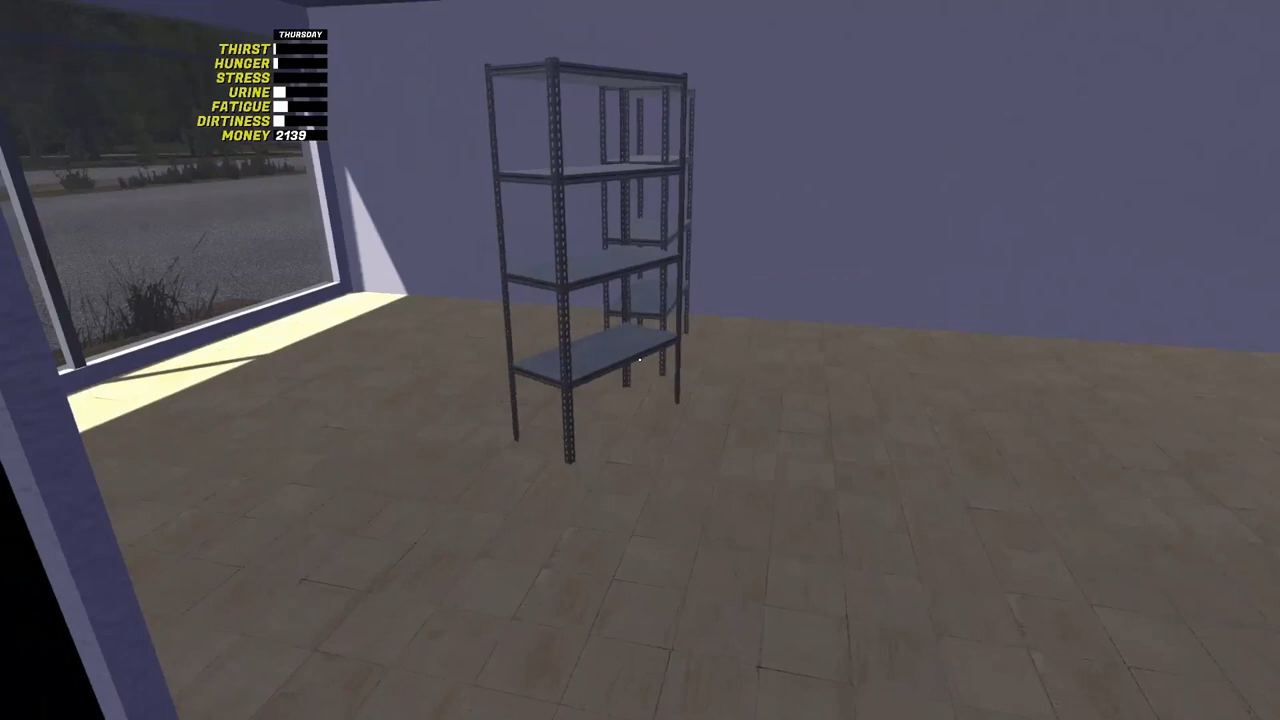 THURSDAY
THIRST
HUNGER
STRESS
URINE
FATIGUE
DIRTINESS
MONEY 2139